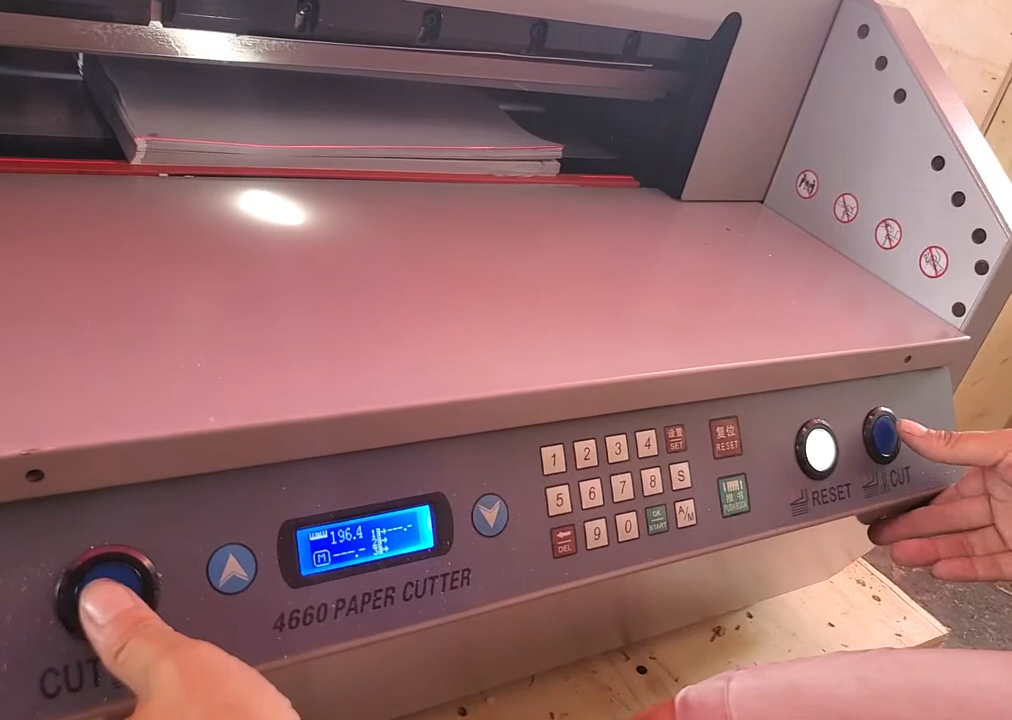 CUT
196.4
M
4660 PAPER CUTTER
1
2
3
4
设置
SET
5
6
7
8
S
DEL
9
0
OK
START
A/M
复位
RESET
推书
PUSH BOOK
RESET
CUT